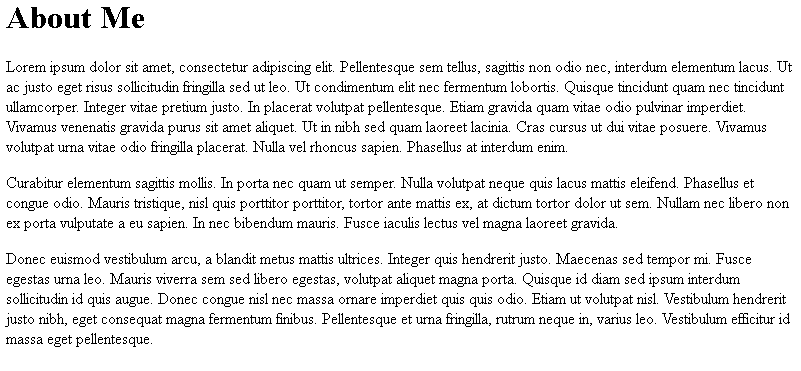 About Me
Lorem ipsum dolor sit amet, consectetur adipiscing elit. Pellentesque sem tellus, sagittis non odio nec, interdum elementum lacus. Ut
ac justo eget risus sollicitudin fringilla sed ut leo. Ut condimentum elit nec fermentum lobortis. Quisque tincidunt quam nec tincidunt
ullamcorper. Integer vitae pretium justo. In placerat volutpat pellentesque. Etiam gravida quam vitae odio pulvinar imperdiet.
Vivamus venenatis gravida purus sit amet aliquet. Ut in nibh sed quam laoreet lacinia. Cras cursus ut dui vitae posuere. Vivamus
volutpat urna vitae odio fringilla placerat. Nulla vel rhoncus sapien. Phasellus at interdum enim.
Curabitur elementum sagittis mollis. In porta nec quam ut semper. Nulla volutpat neque quis lacus mattis eleifend. Phasellus et
congue odio. Mauris tristique, nisl quis porttitor porttitor, tortor ante mattis ex, at dictum tortor dolor ut sem. Nullam nec libero non
ex porta vulputate a eu sapien. In nec bibendum mauris. Fusce iaculis lectus vel magna laoreet gravida.
Donec euismod vestibulum arcu, a blandit metus mattis ultrices. Integer quis hendrerit justo. Maecenas sed tempor mi. Fusce
egestas urna leo. Mauris viverra sem sed libero egestas, volutpat aliquet magna porta. Quisque id diam sed ipsum interdum
sollicitudin id quis augue. Donec congue nisl nec massa ornare imperdiet quis quis odio. Etiam ut volutpat nisl. Vestibulum hendrerit
justo nibh, eget consequat magna fermentum finibus. Pellentesque et urna fringilla, rutrum neque in, varius leo. Vestibulum efficitur id
massa eget pellentesque.